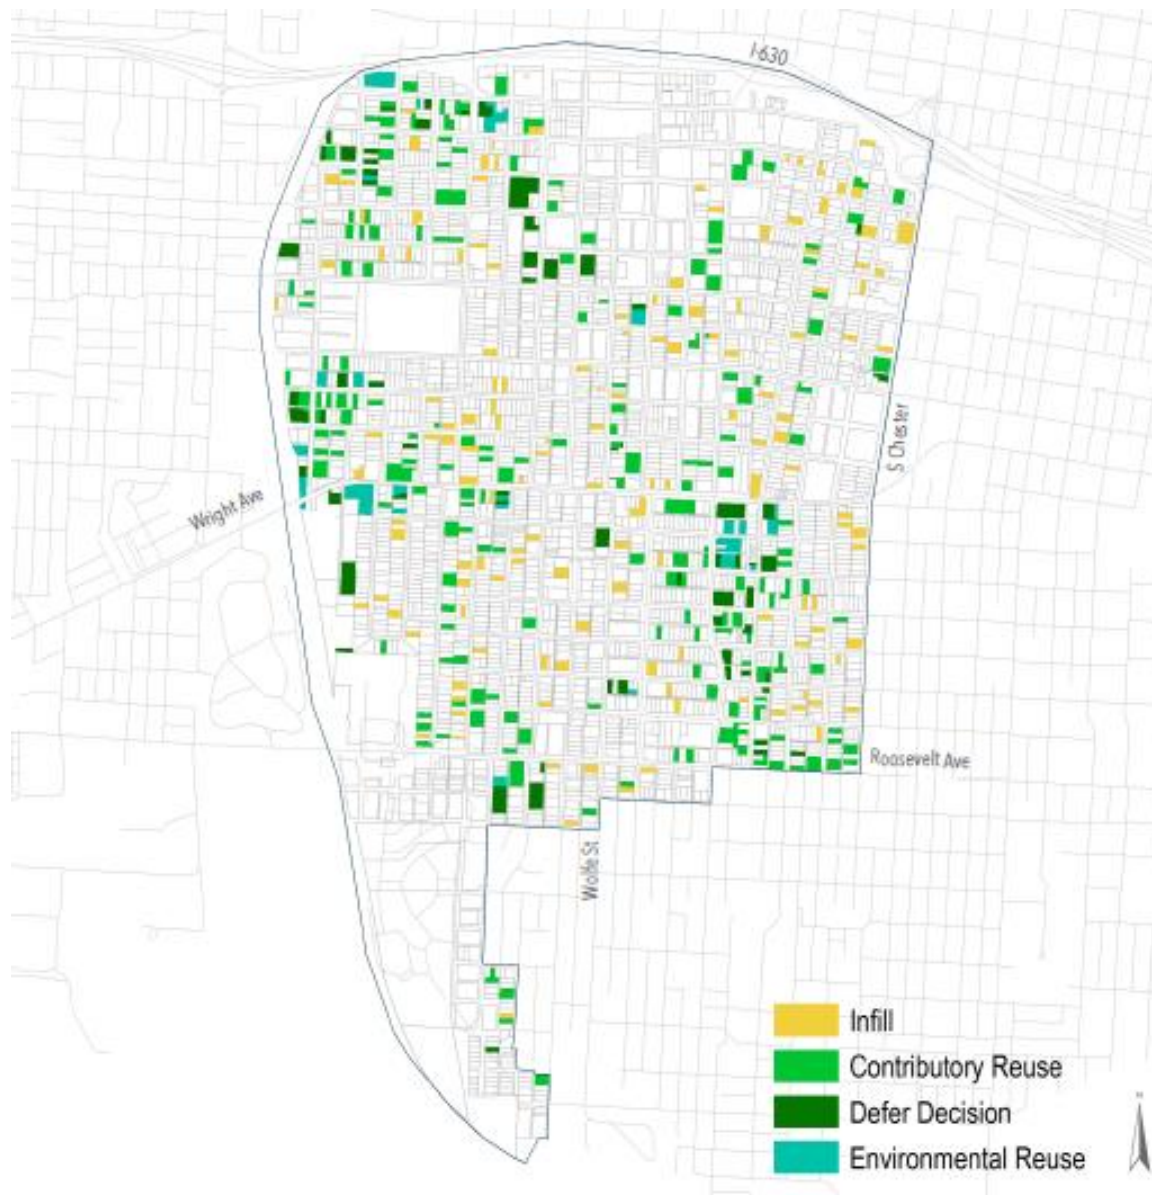 I-630
S Chester
Wright Ave
Roosevelt Ave
Wolfe St
Infill
Contributory Reuse
Defer Decision
Environmental Reuse